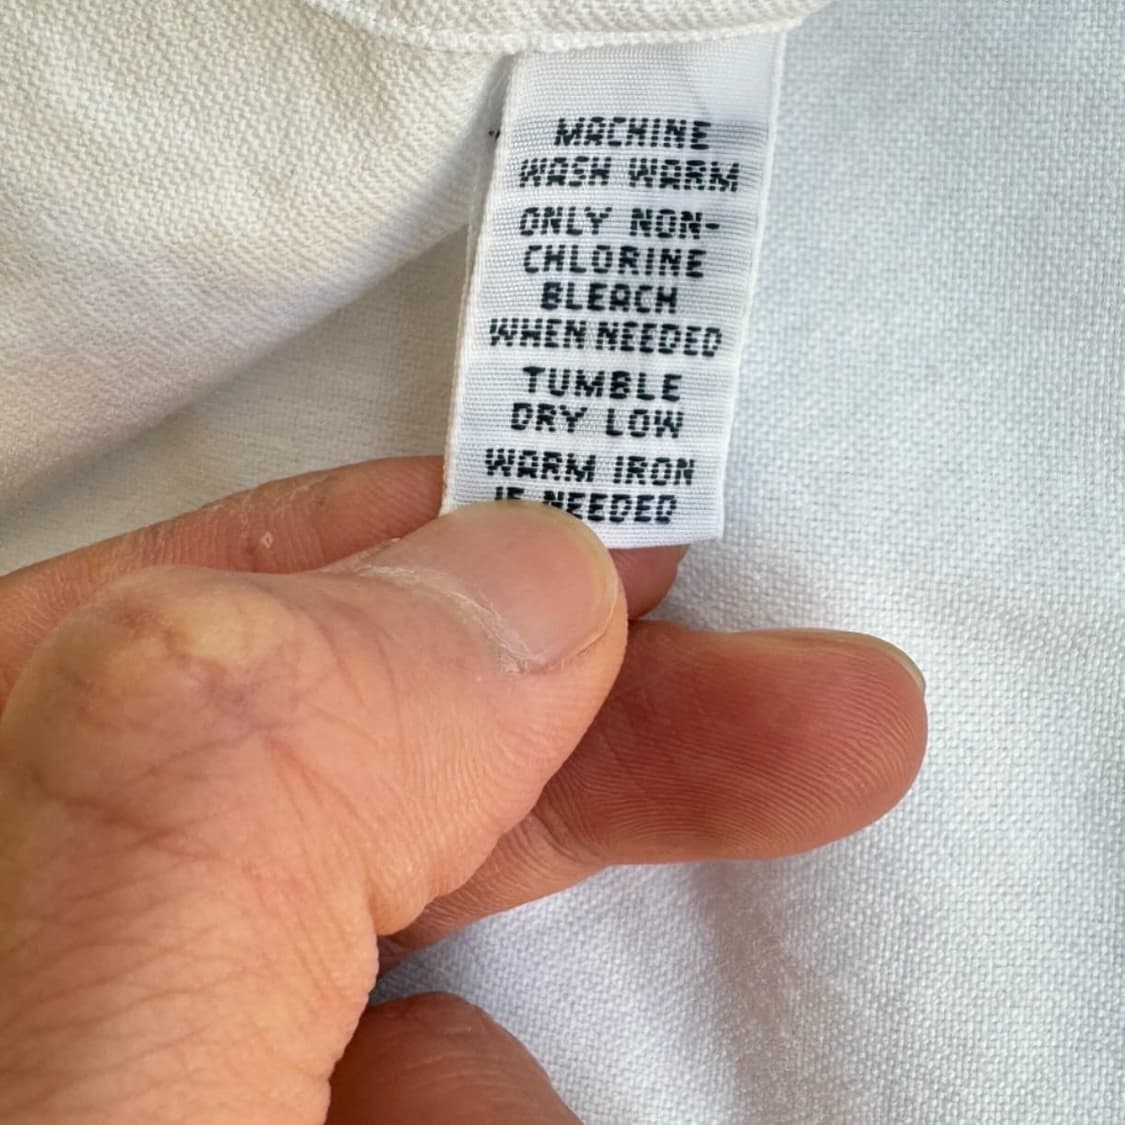 MACHINE
WASH WARM
ONLY NON-
CHLORINE
BLEACH
WHEN NEEDED
TUMBLE
DRY LOW
WARM IRON
IF NEEDED